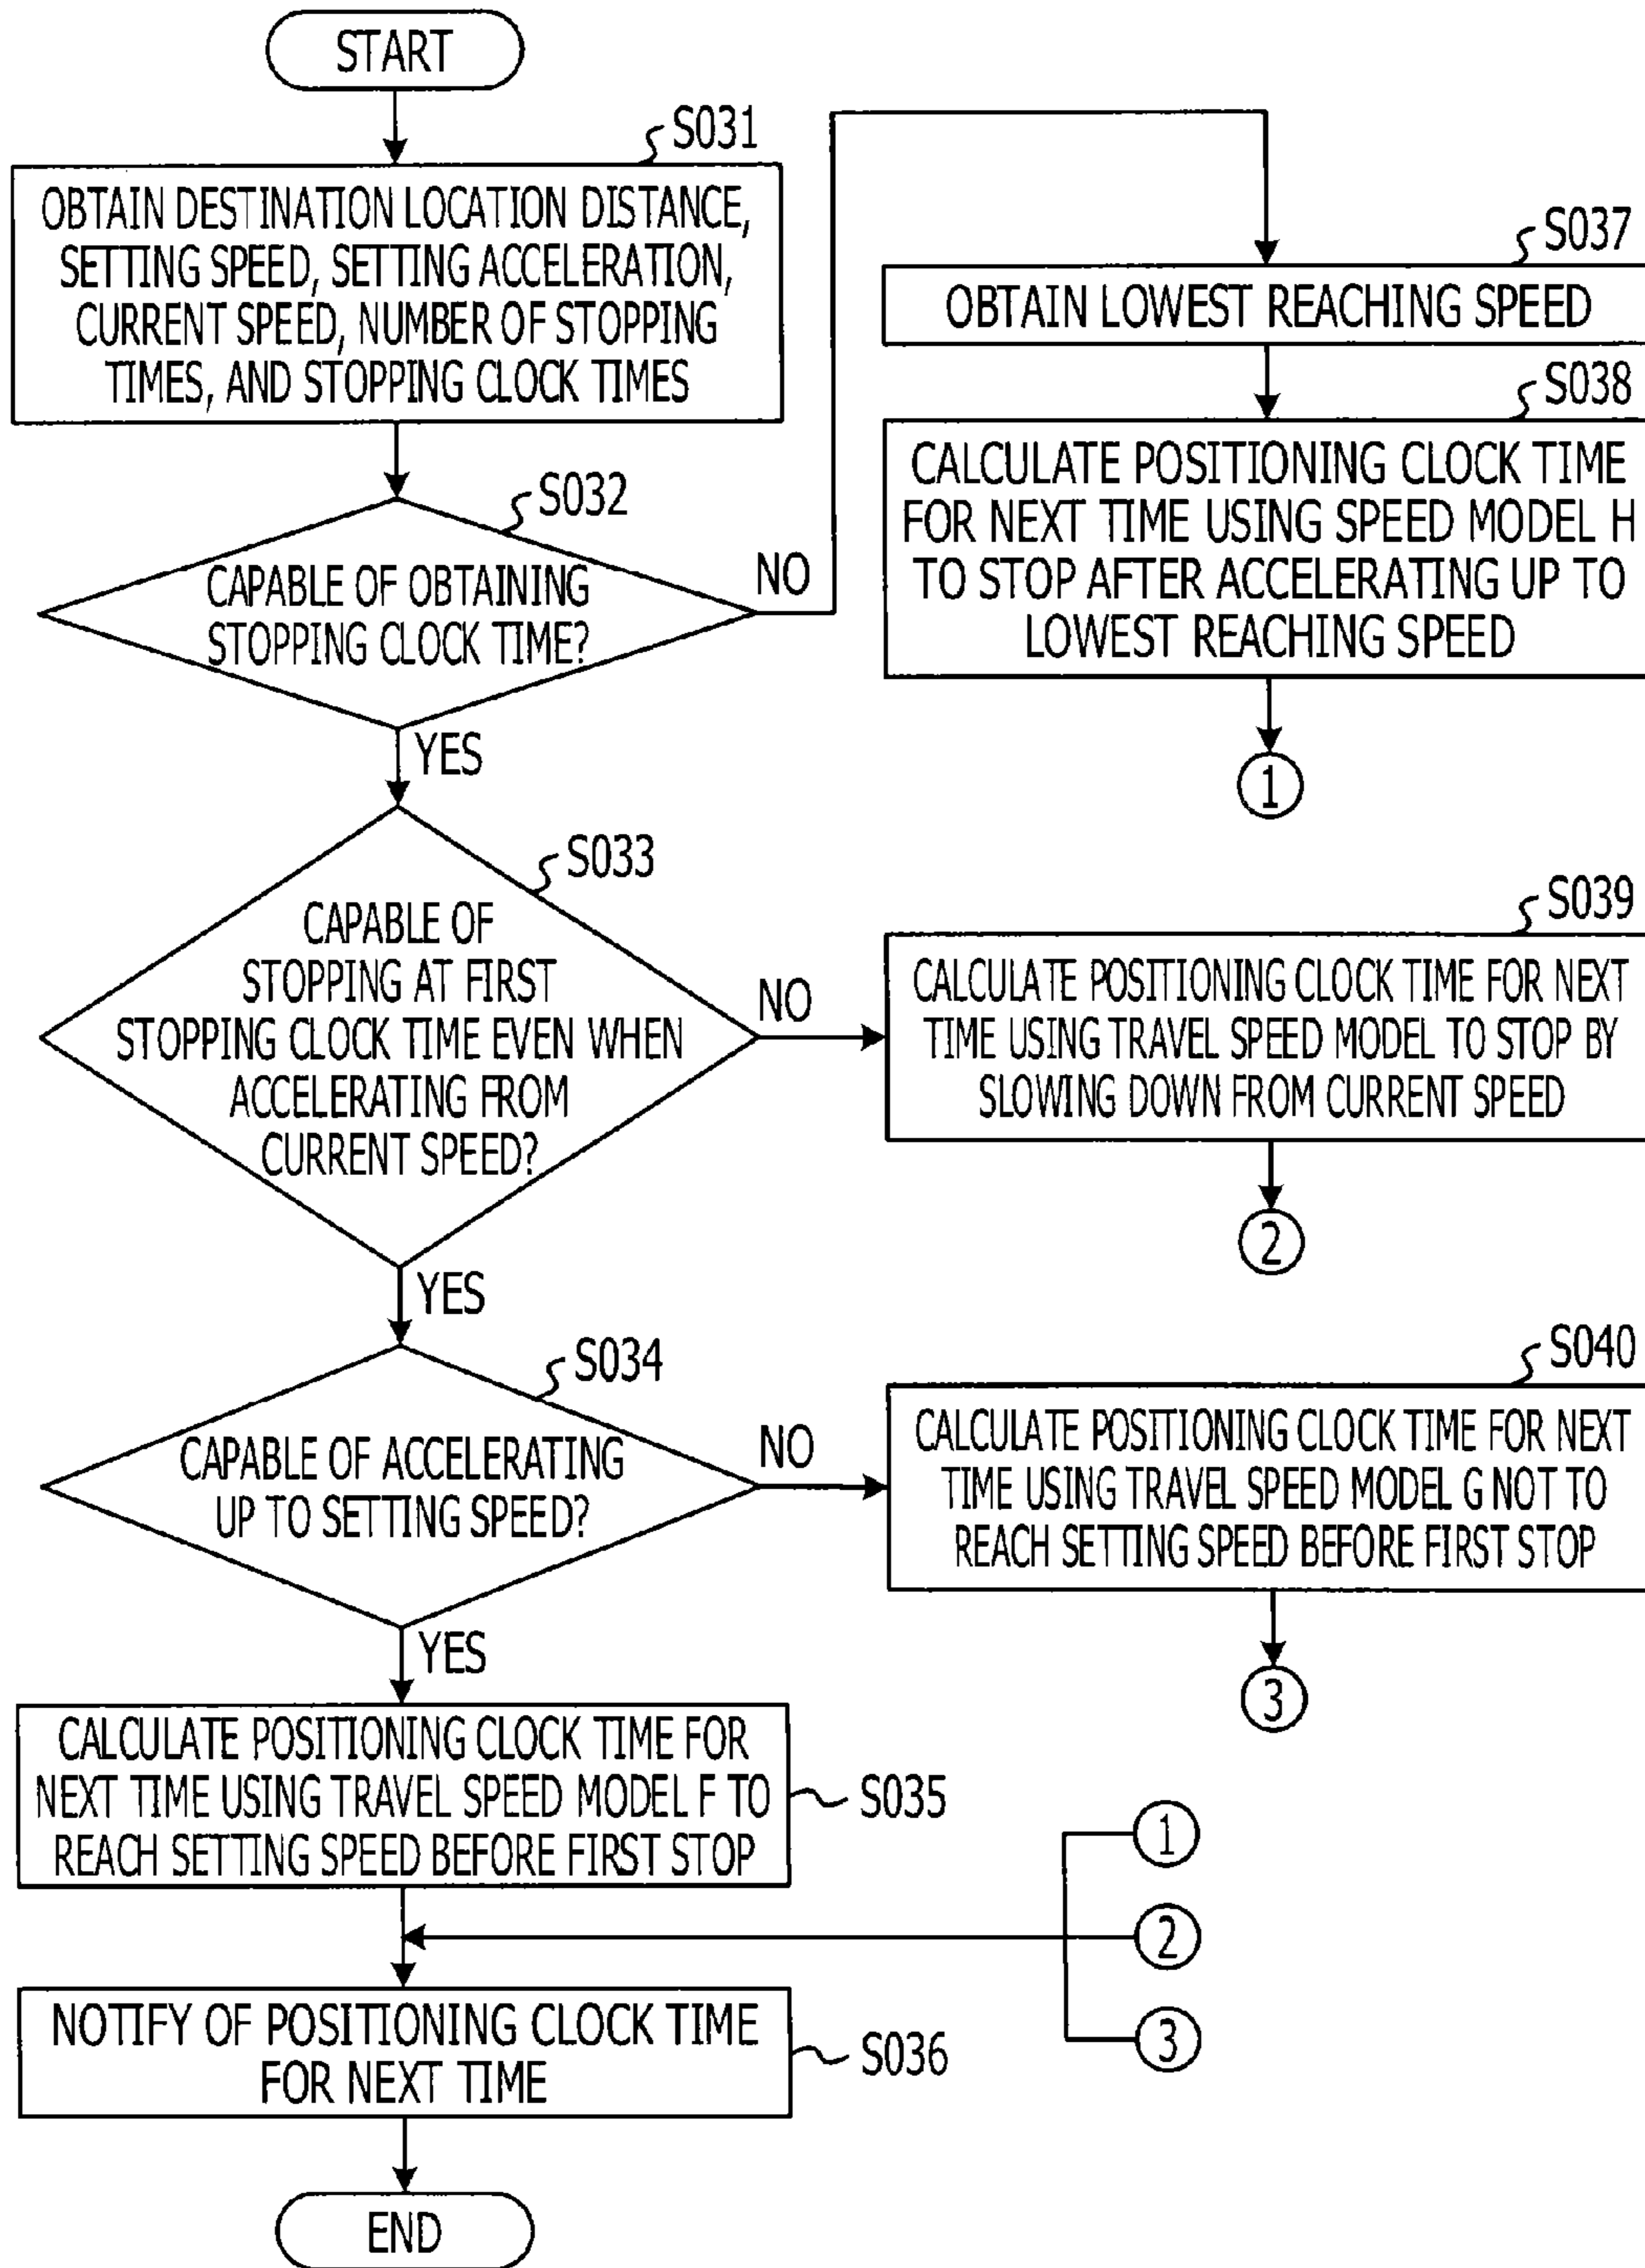 START
S031
OBTAIN DESTINATION LOCATION DISTANCE,
SETTING SPEED, SETTING ACCELERATION,
CURRENT SPEED, NUMBER OF STOPPING
TIMES, AND STOPPING CLOCK TIMES
S032
CAPABLE OF OBTAINING
STOPPING CLOCK TIME?
NO
YES
S037
OBTAIN LOWEST REACHING SPEED
S038
CALCULATE POSITIONING CLOCK TIME
FOR NEXT TIME USING SPEED MODEL H
TO STOP AFTER ACCELERATING UP TO
LOWEST REACHING SPEED
1
S033
CAPABLE OF
STOPPING AT FIRST
STOPPING CLOCK TIME EVEN WHEN
ACCELERATING FROM
CURRENT SPEED?
NO
YES
S039
CALCULATE POSITIONING CLOCK TIME FOR NEXT
TIME USING TRAVEL SPEED MODEL TO STOP BY
SLOWING DOWN FROM CURRENT SPEED
2
S034
CAPABLE OF ACCELERATING
UP TO SETTING SPEED?
NO
YES
S040
CALCULATE POSITIONING CLOCK TIME FOR NEXT
TIME USING TRAVEL SPEED MODEL G NOT TO
REACH SETTING SPEED BEFORE FIRST STOP
3
CALCULATE POSITIONING CLOCK TIME FOR
NEXT TIME USING TRAVEL SPEED MODEL F TO
REACH SETTING SPEED BEFORE FIRST STOP
S035
1
2
3
NOTIFY OF POSITIONING CLOCK TIME
FOR NEXT TIME
S036
END